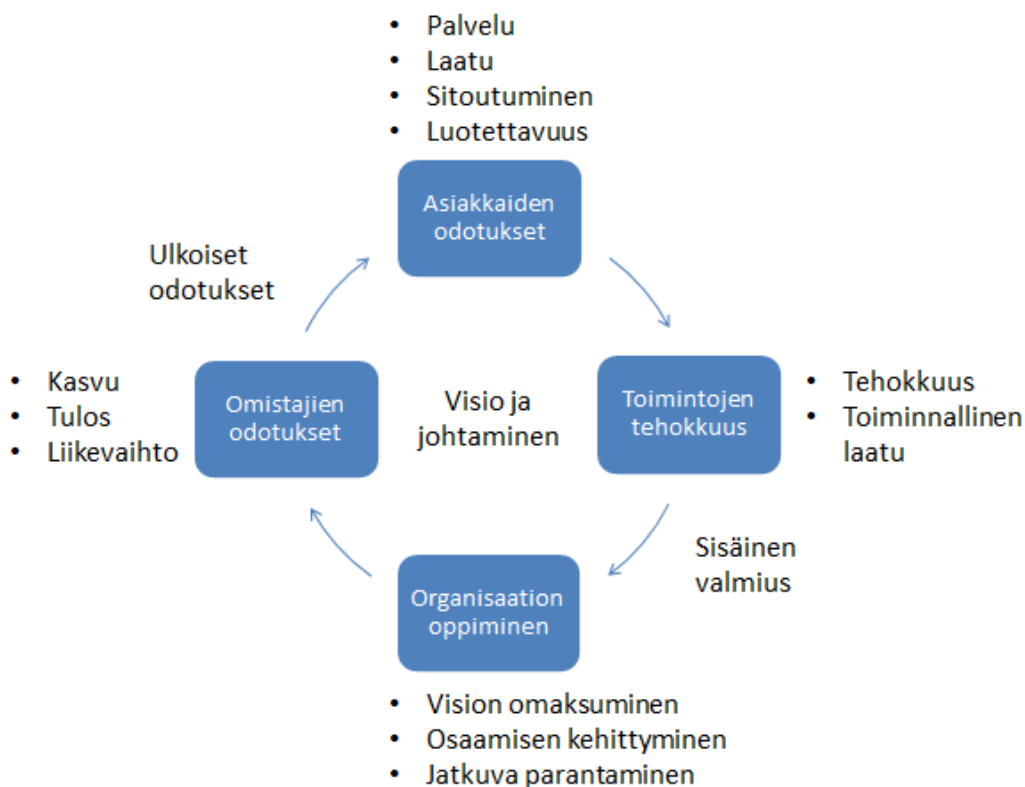 • Palvelu
• Laatu
• Sitoutuminen
• Luotettavuus
Asiakkaiden
odotukset
Ulkoiset
odotukset
• Kasvu
• Tulos
• Liikevaihto
Omistajien
odotukset
Visio ja
johtaminen
Toimintojen
tehokkuus
• Tehokkuus
• Toiminnallinen
laatu
Sisäinen
valmius
Organisaation
oppiminen
• Vision omaksuminen
• Osaamisen kehittyminen
• Jatkuva parantaminen